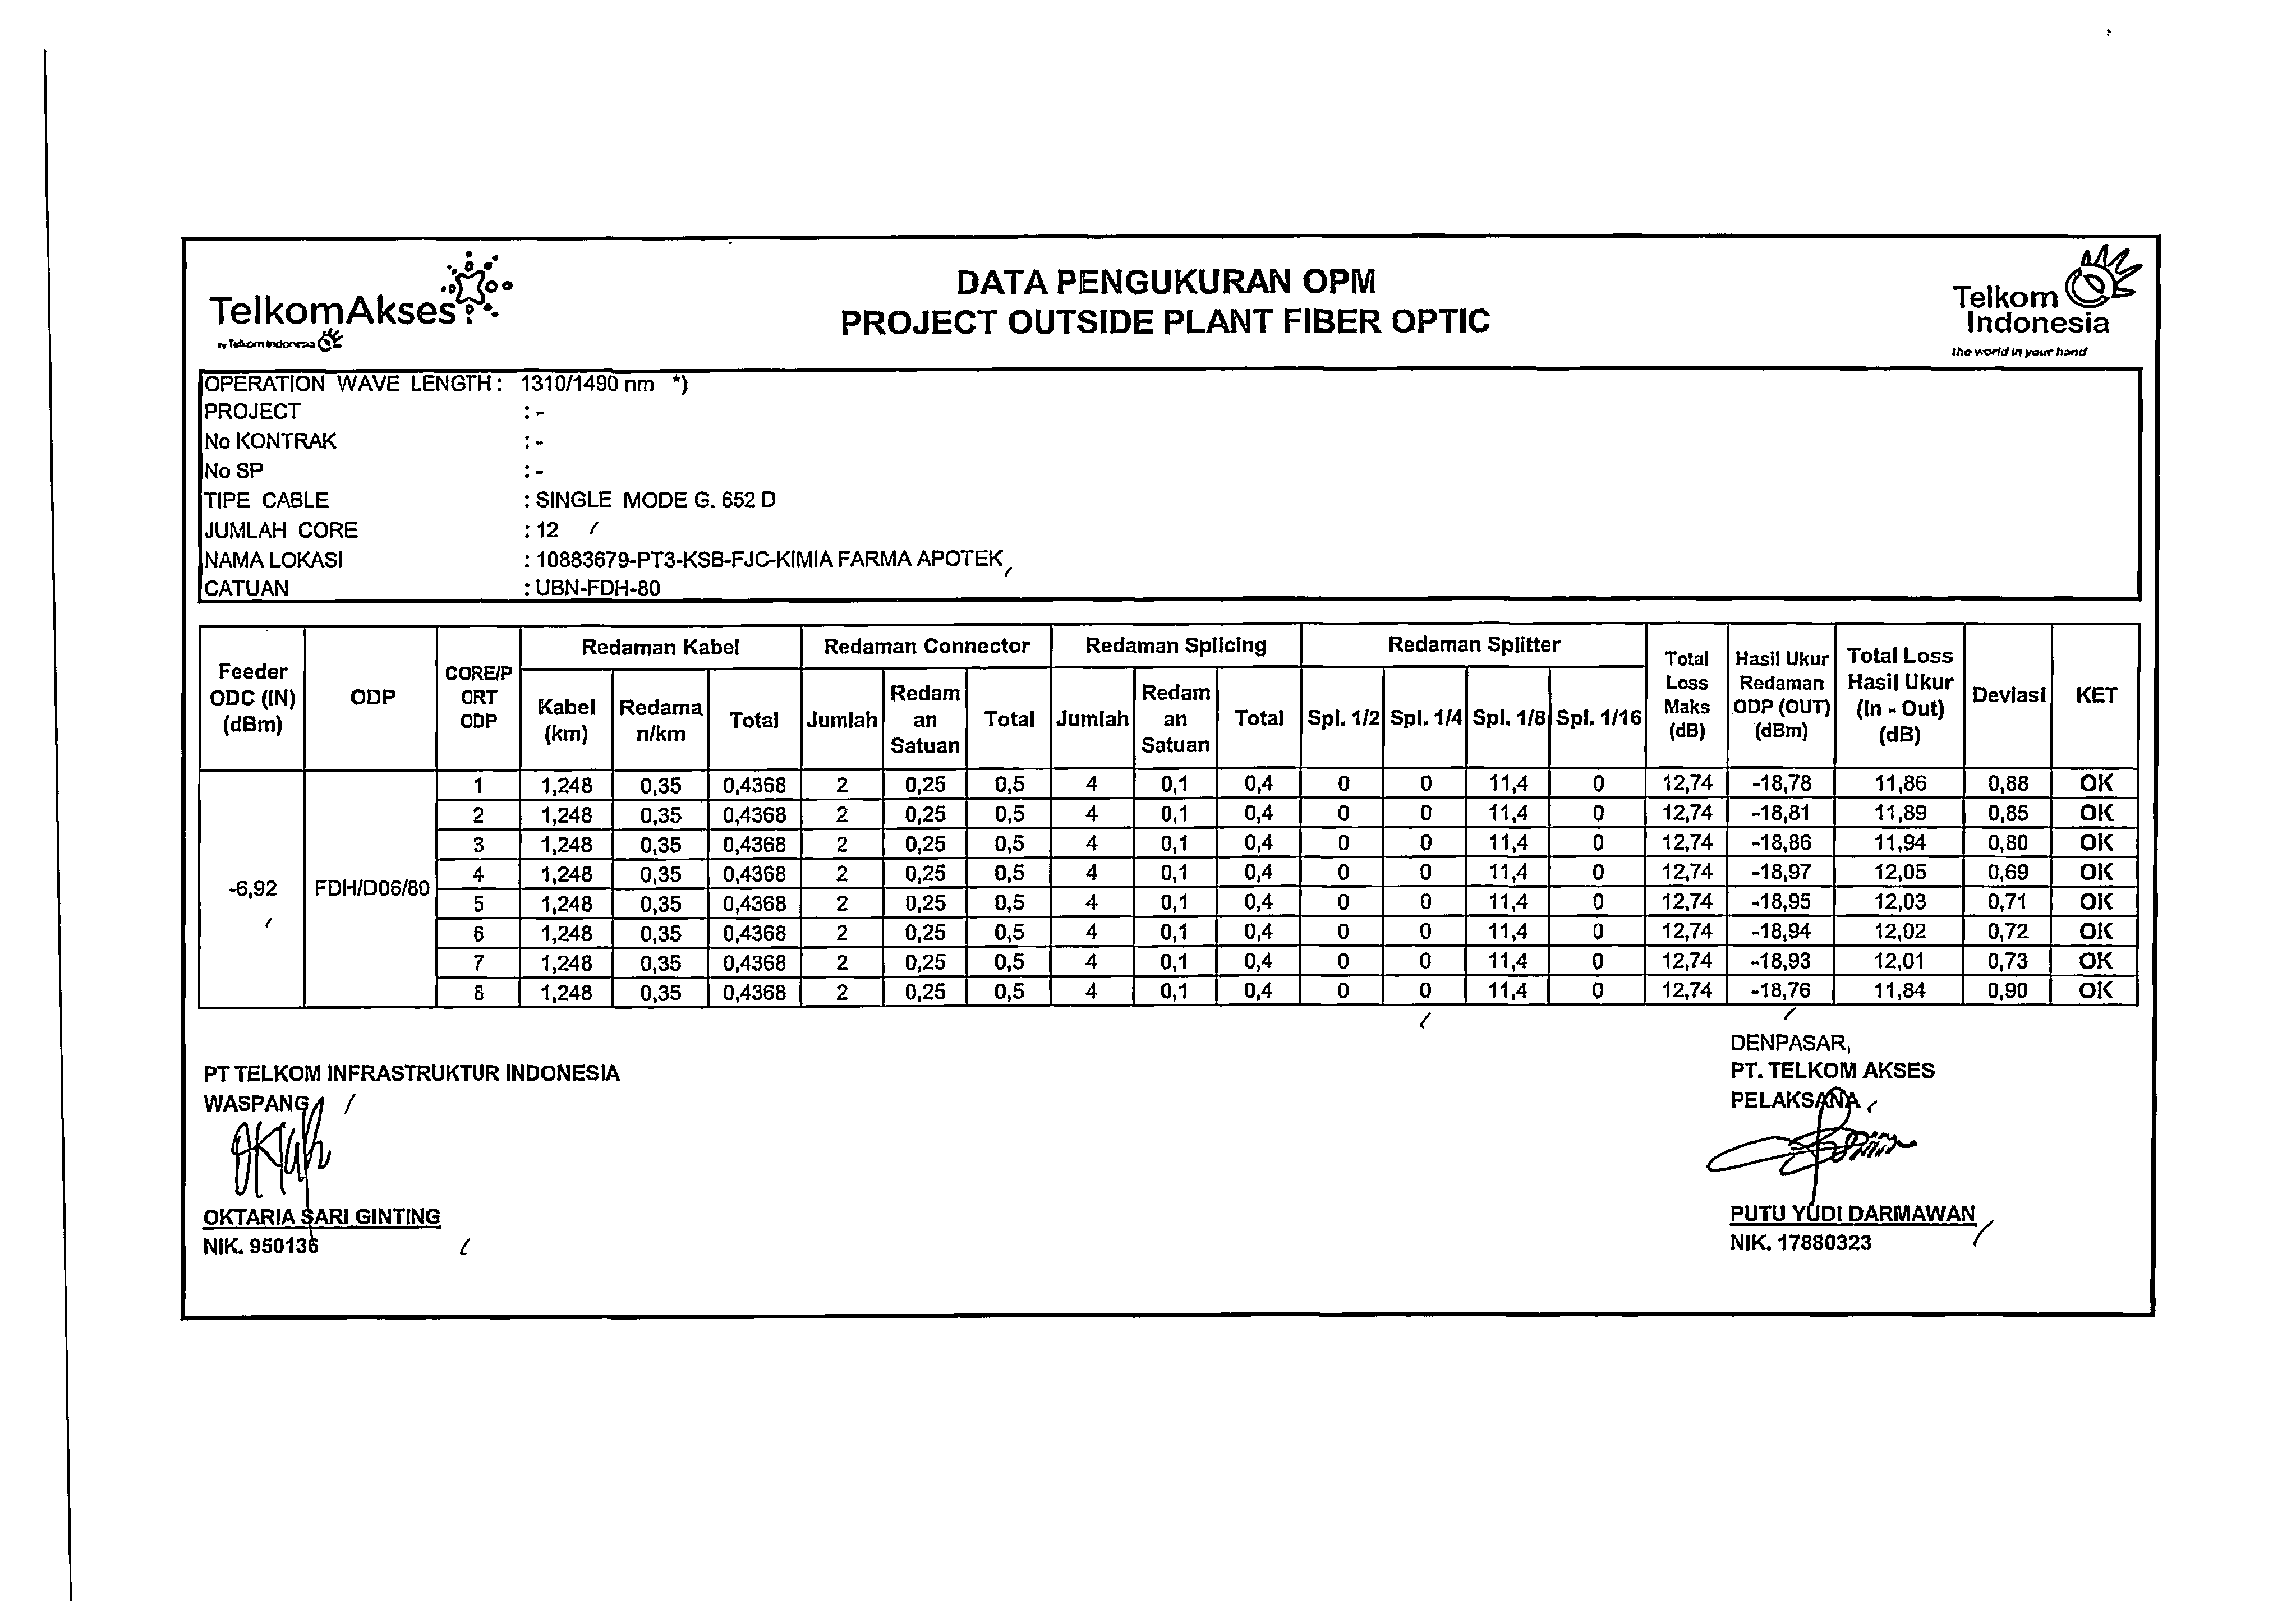 TelkomAkses
by Telkom Indonesia
DATA PENGUKURAN OPM
PROJECT OUTSIDE PLANT FIBER OPTIC
Telkom
Indonesia
the world in your hand
OPERATION WAVE LENGTH : 1310/1490 nm *)
PROJECT : -
No KONTRAK : -
No SP : -
TIPE CABLE : SINGLE MODE G. 652 D
JUMLAH CORE : 12
NAMA LOKASI : 10883679-PT3-KSB-FJC-KIMIA FARMA APOTEK
CATUAN : UBN-FDH-80
Feeder ODC (IN) (dBm) ODP CORE/PORT ODP Redaman Kabel Redaman Connector Redaman Splicing Redaman Splitter Total Loss Maks (dB) Hasil Ukur Redaman ODP (OUT) (dBm) Total Loss Hasil Ukur (In - Out) (dB) Deviasi KET
Kabel (km) Redaman/km Total Jumlah Redaman Satuan Total Jumlah Redaman Satuan Total Spl. 1/2 Spl. 1/4 Spl. 1/8 Spl. 1/16
-6,92 FDH/D06/80
1 1,248 0,35 0,4368 2 0,25 0,5 4 0,1 0,4 0 0 11,4 0 12,74 -18,78 11,86 0,88 OK
2 1,248 0,35 0,4368 2 0,25 0,5 4 0,1 0,4 0 0 11,4 0 12,74 -18,81 11,89 0,85 OK
3 1,248 0,35 0,4368 2 0,25 0,5 4 0,1 0,4 0 0 11,4 0 12,74 -18,86 11,94 0,80 OK
4 1,248 0,35 0,4368 2 0,25 0,5 4 0,1 0,4 0 0 11,4 0 12,74 -18,97 12,05 0,69 OK
5 1,248 0,35 0,4368 2 0,25 0,5 4 0,1 0,4 0 0 11,4 0 12,74 -18,95 12,03 0,71 OK
6 1,248 0,35 0,4368 2 0,25 0,5 4 0,1 0,4 0 0 11,4 0 12,74 -18,94 12,02 0,72 OK
7 1,248 0,35 0,4368 2 0,25 0,5 4 0,1 0,4 0 0 11,4 0 12,74 -18,93 12,01 0,73 OK
8 1,248 0,35 0,4368 2 0,25 0,5 4 0,1 0,4 0 0 11,4 0 12,74 -18,76 11,84 0,90 OK
PT TELKOM INFRASTRUKTUR INDONESIA
WASPANG
OKTARIA SARI GINTING
NIK. 950136
DENPASAR,
PT. TELKOM AKSES
PELAKSANA
PUTU YUDI DARMAWAN
NIK. 17880323